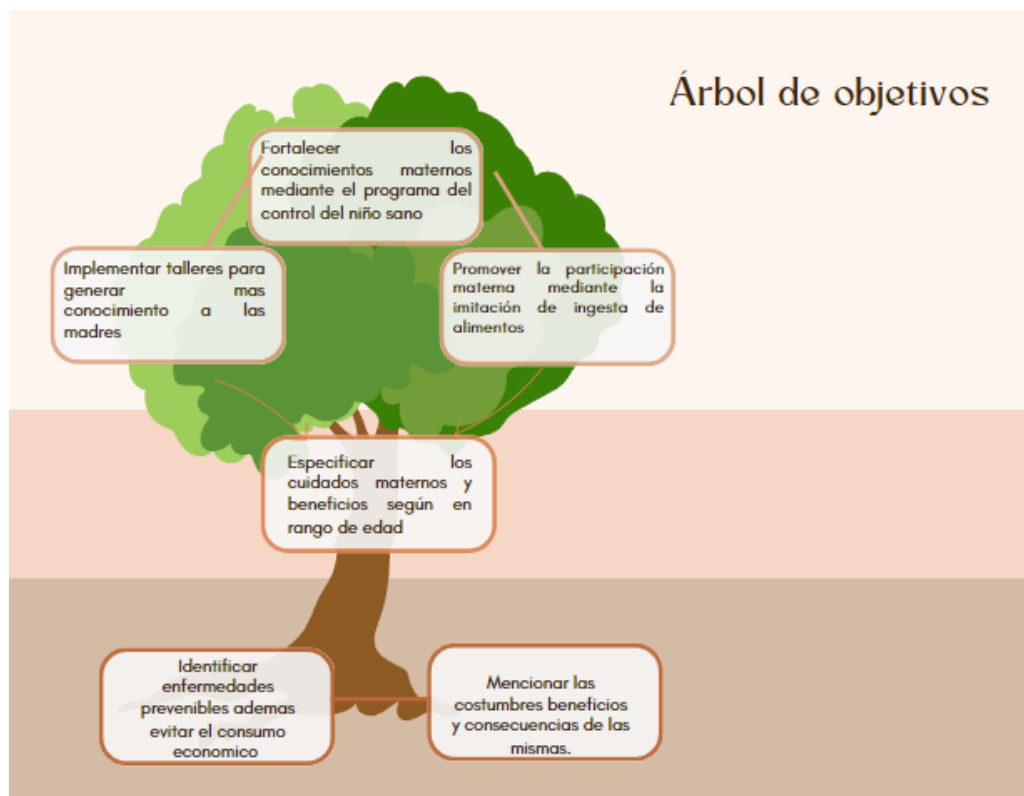 Árbol de objetivos
Fortalecer los
conocimientos maternos
mediante el programa del
control del niño sano
Implementar talleres para
generar mas
conocimiento a las
madres
Promover la participación
materna mediante la
imitación de ingesta de
alimentos
Especificar los
cuidados maternos y
beneficios según en
rango de edad
Identificar
enfermedades
prevenibles ademas
evitar el consumo
economico
Mencionar las
costumbres beneficios
y consecuencias de las
mismas.